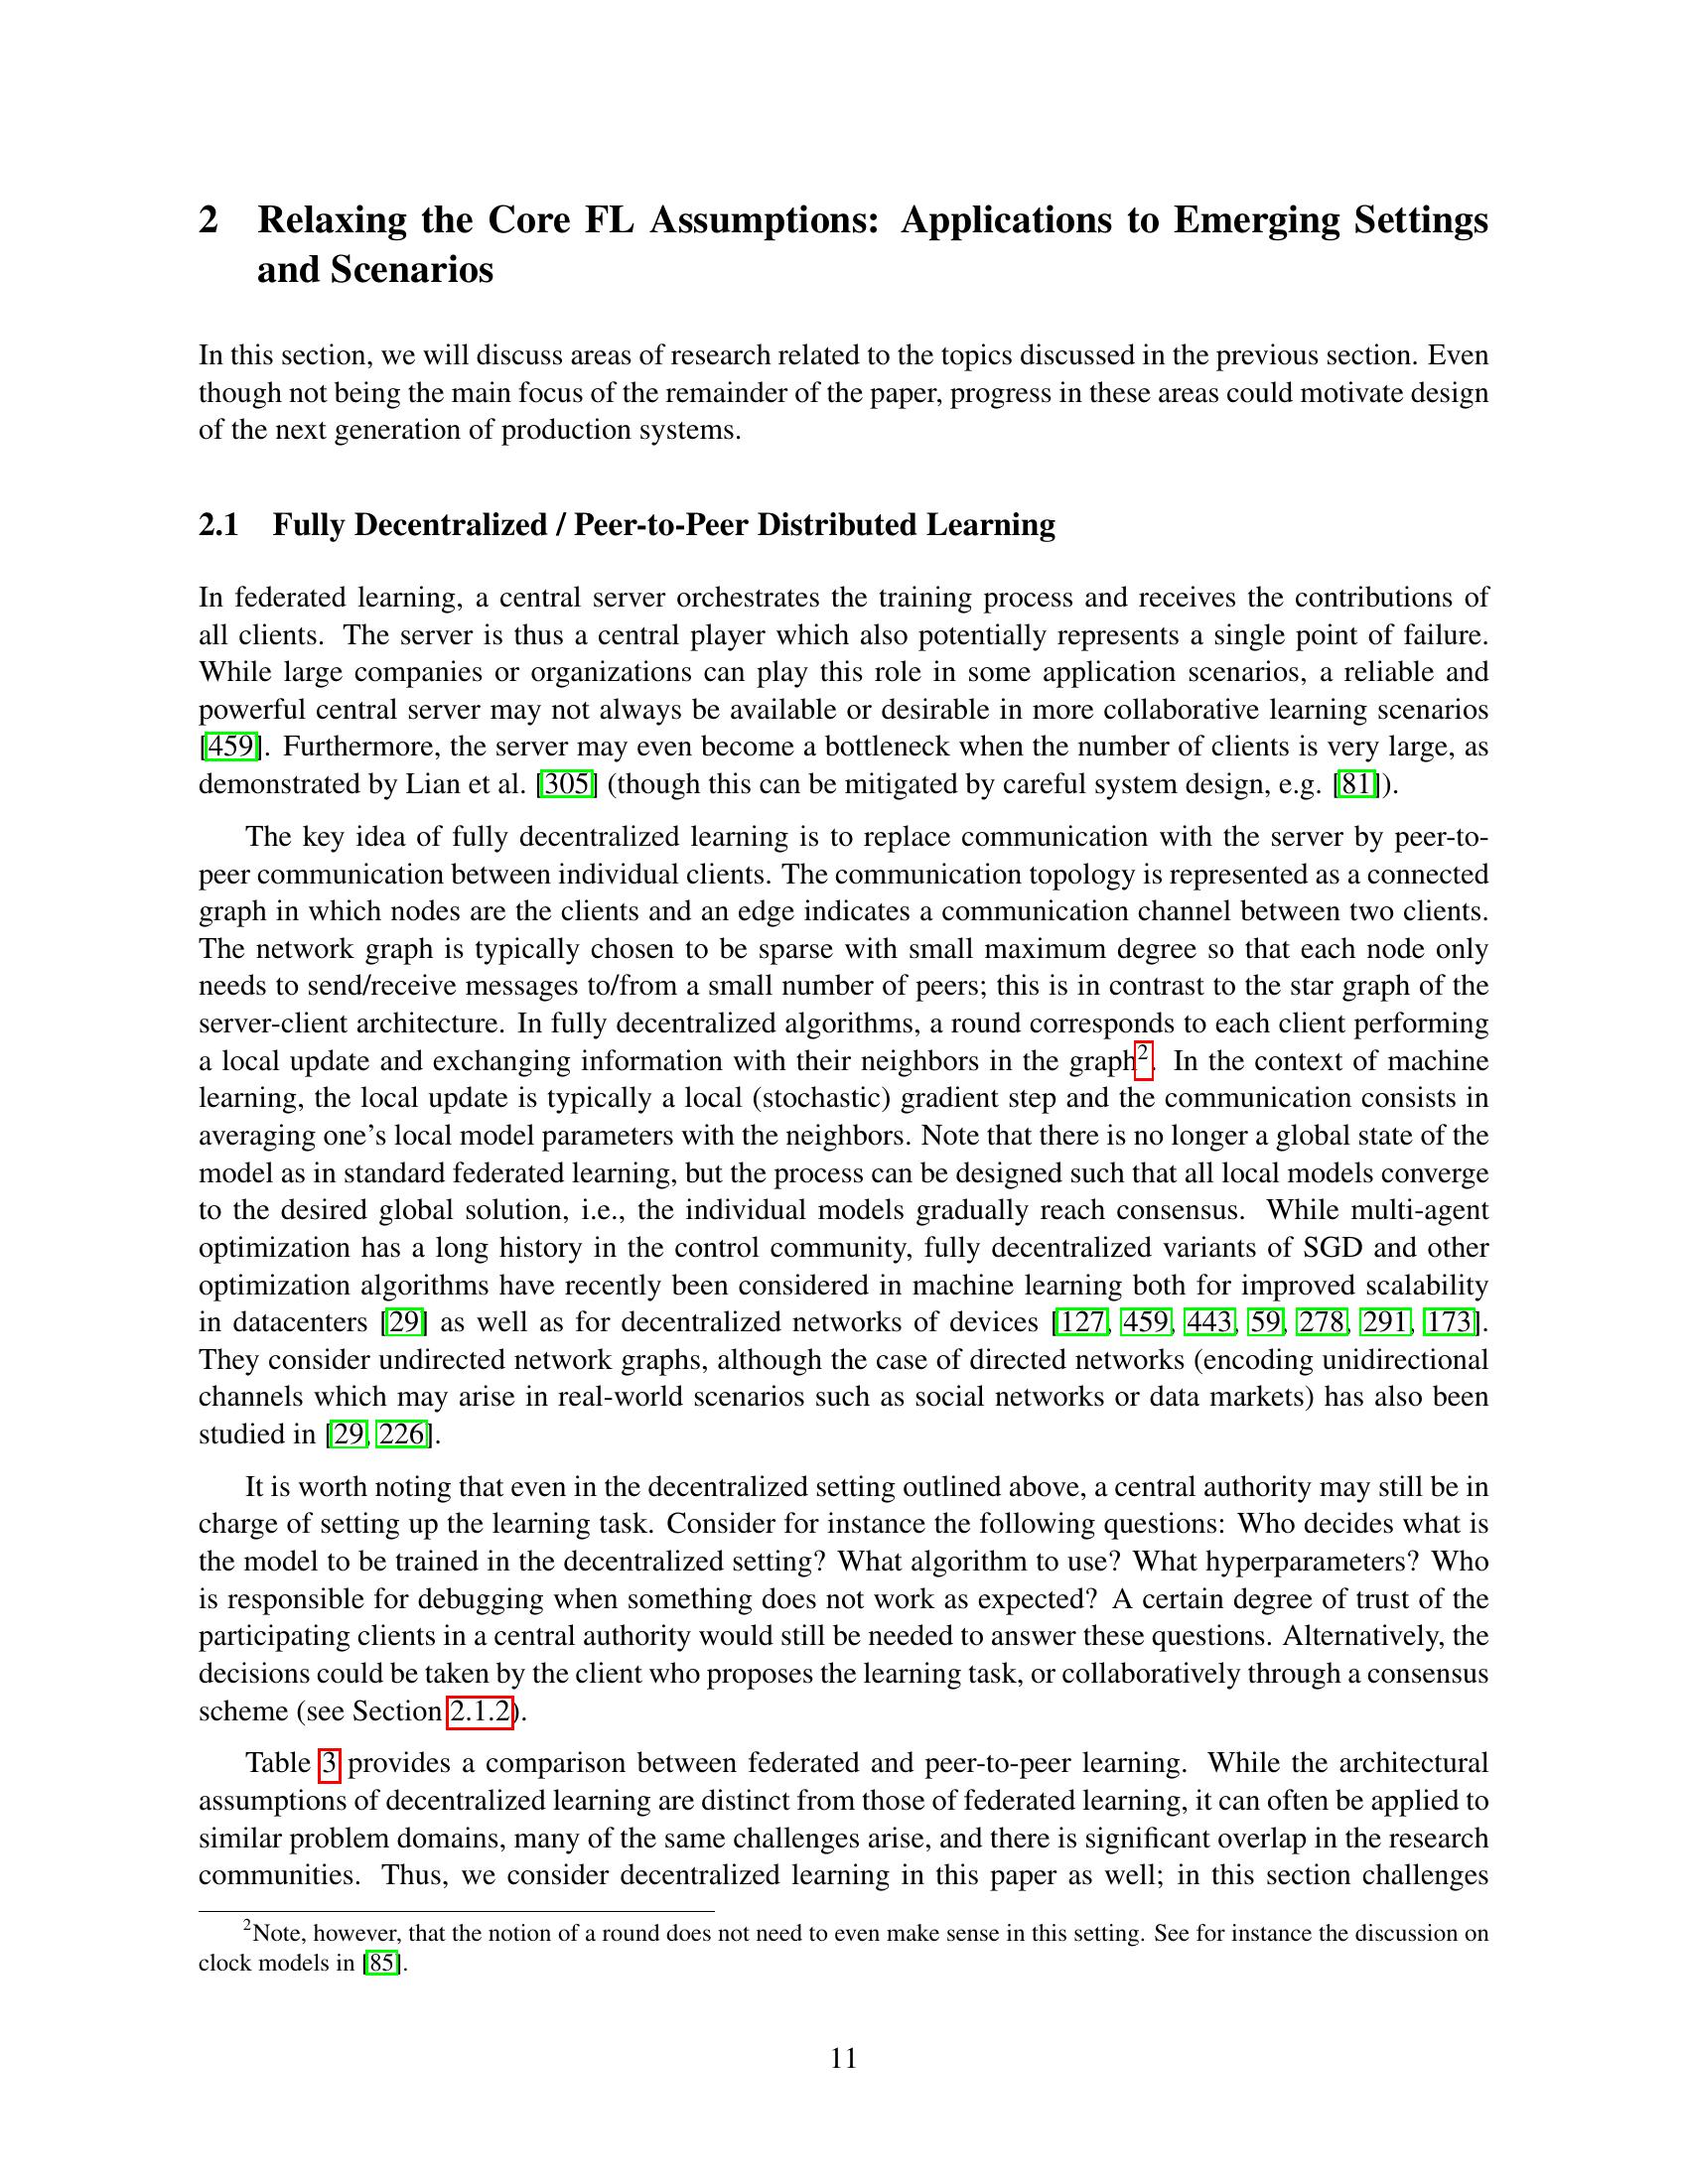 2 Relaxing the Core FL Assumptions: Applications to Emerging Settings
and Scenarios
In this section, we will discuss areas of research related to the topics discussed in the previous section. Even
though not being the main focus of the remainder of the paper, progress in these areas could motivate design
of the next generation of production systems.
2.1 Fully Decentralized / Peer-to-Peer Distributed Learning
In federated learning, a central server orchestrates the training process and receives the contributions of
all clients. The server is thus a central player which also potentially represents a single point of failure.
While large companies or organizations can play this role in some application scenarios, a reliable and
powerful central server may not always be available or desirable in more collaborative learning scenarios
[459]. Furthermore, the server may even become a bottleneck when the number of clients is very large, as
demonstrated by Lian et al. [305] (though this can be mitigated by careful system design, e.g. [81]).
The key idea of fully decentralized learning is to replace communication with the server by peer-to-
peer communication between individual clients. The communication topology is represented as a connected
graph in which nodes are the clients and an edge indicates a communication channel between two clients.
The network graph is typically chosen to be sparse with small maximum degree so that each node only
needs to send/receive messages to/from a small number of peers; this is in contrast to the star graph of the
server-client architecture. In fully decentralized algorithms, a round corresponds to each client performing
a local update and exchanging information with their neighbors in the graph2. In the context of machine
learning, the local update is typically a local (stochastic) gradient step and the communication consists in
averaging one's local model parameters with the neighbors. Note that there is no longer a global state of the
model as in standard federated learning, but the process can be designed such that all local models converge
to the desired global solution, i.e., the individual models gradually reach consensus. While multi-agent
optimization has a long history in the control community, fully decentralized variants of SGD and other
optimization algorithms have recently been considered in machine learning both for improved scalability
in datacenters [29] as well as for decentralized networks of devices [127, 459, 443, 59, 278, 291, 173].
They consider undirected network graphs, although the case of directed networks (encoding unidirectional
channels which may arise in real-world scenarios such as social networks or data markets) has also been
studied in [29, 226].
It is worth noting that even in the decentralized setting outlined above, a central authority may still be in
charge of setting up the learning task. Consider for instance the following questions: Who decides what is
the model to be trained in the decentralized setting? What algorithm to use? What hyperparameters? Who
is responsible for debugging when something does not work as expected? A certain degree of trust of the
participating clients in a central authority would still be needed to answer these questions. Alternatively, the
decisions could be taken by the client who proposes the learning task, or collaboratively through a consensus
scheme (see Section 2.1.2).
Table 3 provides a comparison between federated and peer-to-peer learning. While the architectural
assumptions of decentralized learning are distinct from those of federated learning, it can often be applied to
similar problem domains, many of the same challenges arise, and there is significant overlap in the research
communities. Thus, we consider decentralized learning in this paper as well; in this section challenges
2Note, however, that the notion of a round does not need to even make sense in this setting. See for instance the discussion on
clock models in [85].
11